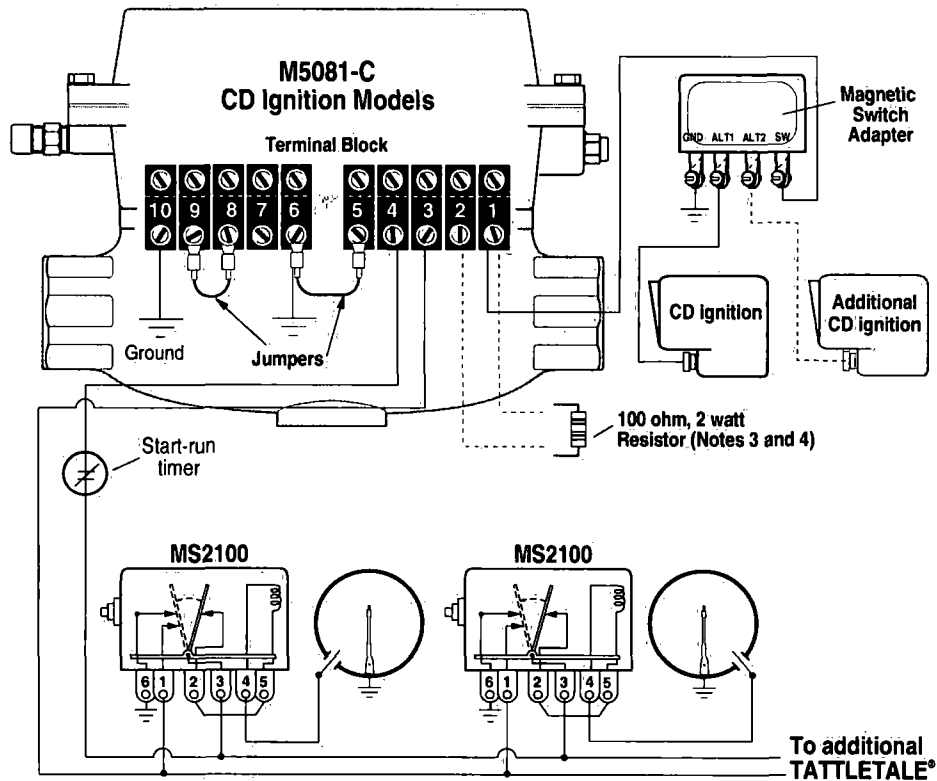 M5081-C
CD Ignition Models
Terminal Block
10 9 8 7 6 5 4 3 2 1
Ground
Jumpers
GND ALT1 ALT2 SW
Magnetic
Switch
Adapter
CD ignition
Additional
CD ignition
100 ohm, 2 watt
Resistor (Notes 3 and 4)
Start-run
timer
MS2100
6 1 2 3 4 5
MS2100
6 1 2 3 4 5
To additional
TATTLETALE®